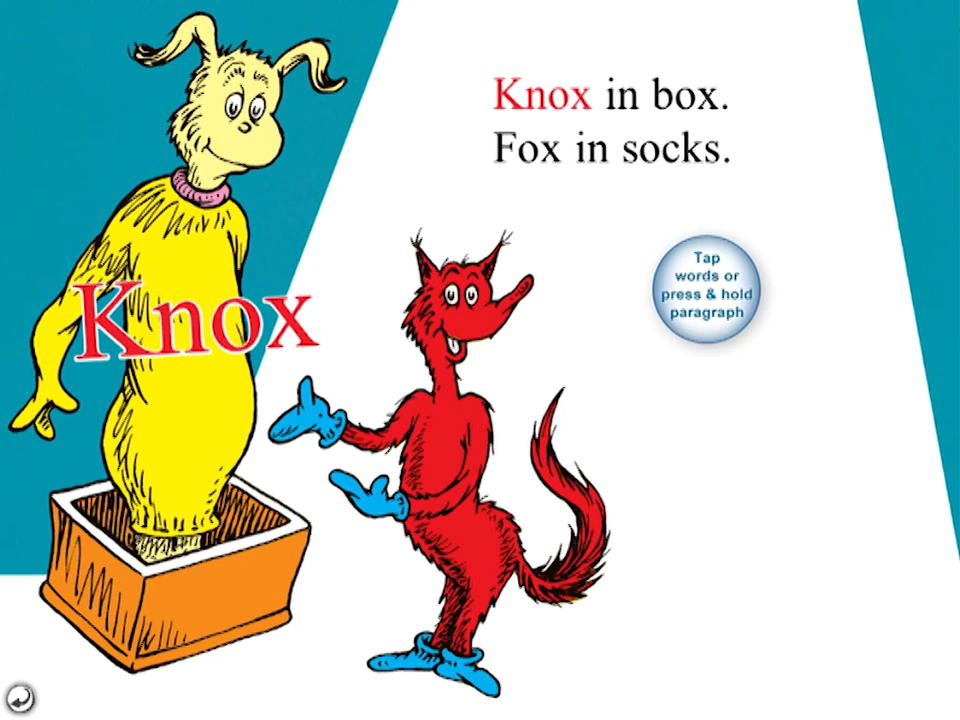 Knox in box.
Fox in socks.
Tap
words or
press & hold
paragraph
Knox